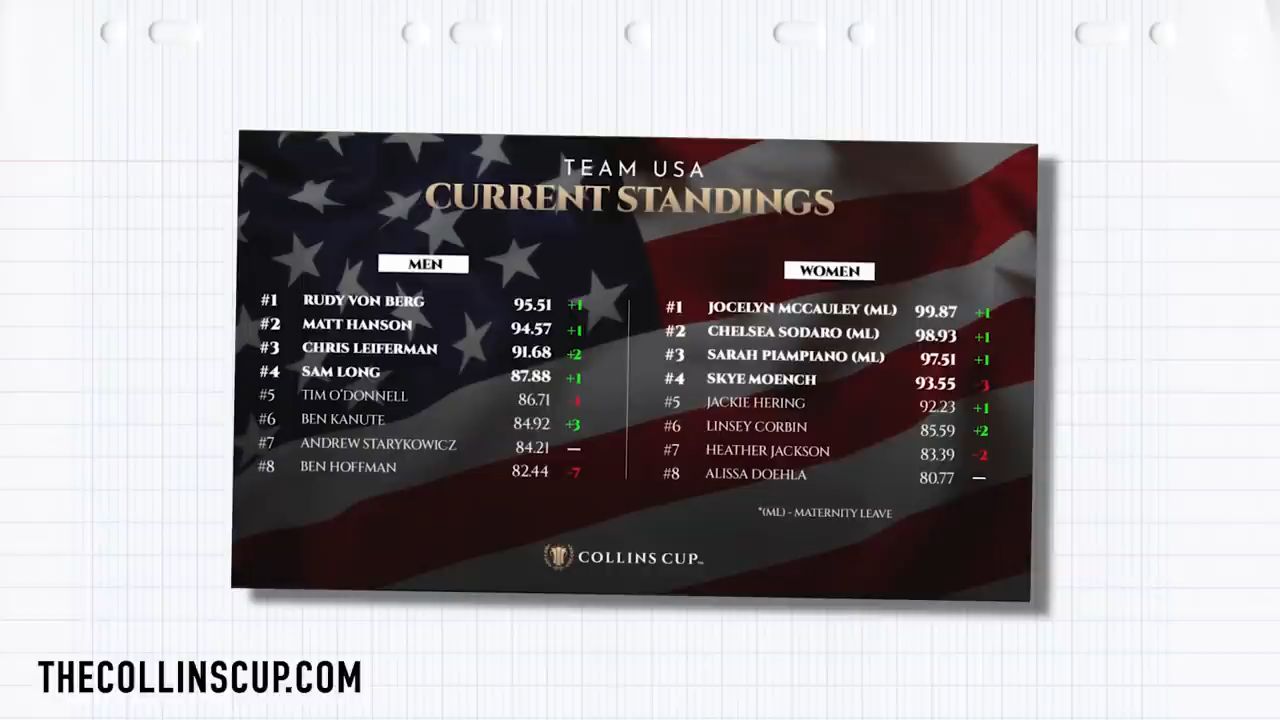 TEAM USA
CURRENT STANDINGS
MEN
#1 RUDY VON BERG 95.51 +1
#2 MATT HANSON 94.57 +1
#3 CHRIS LEIFERMAN 91.68 +2
#4 SAM LONG 87.88 +1
#5 TIM O'DONNELL 86.71
#6 BEN KANUTE 84.92 +3
#7 ANDREW STARYKOWICZ 84.21 —
#8 BEN HOFFMAN 82.44 -7
WOMEN
#1 JOCELYN MCCAULEY (ML) 99.87 +1
#2 CHELSEA SODARO (ML) 98.93 +1
#3 SARAH PIAMPIANO (ML) 97.51 +1
#4 SKYE MOENCH 93.55 -3
#5 JACKIE HERING 92.23 +1
#6 LINSEY CORBIN 85.59 +2
#7 HEATHER JACKSON 83.39 -2
#8 ALISSA DOEHLA 80.77 —
*(ML) - MATERNITY LEAVE
COLLINS CUP
THECOLLINSCUP.COM